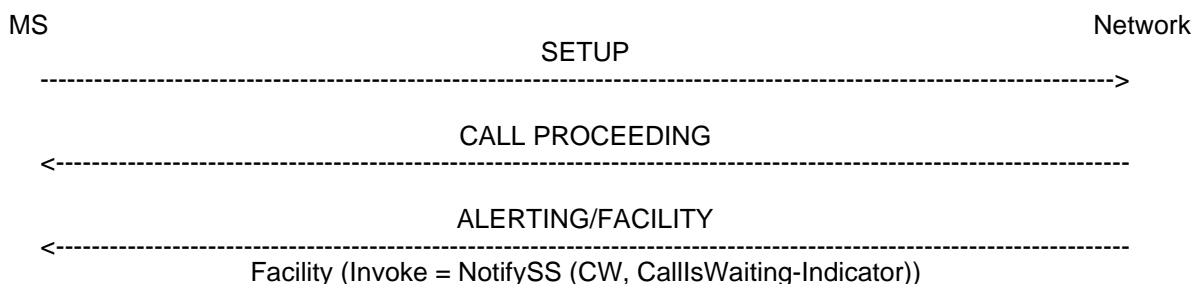 MS Network
SETUP
------------------------------------------------------------------------------------------------------------------------>
CALL PROCEEDING
<------------------------------------------------------------------------------------------------------------------------
ALERTING/FACILITY
<------------------------------------------------------------------------------------------------------------------------
Facility (Invoke = NotifySS (CW, CallIsWaiting-Indicator))